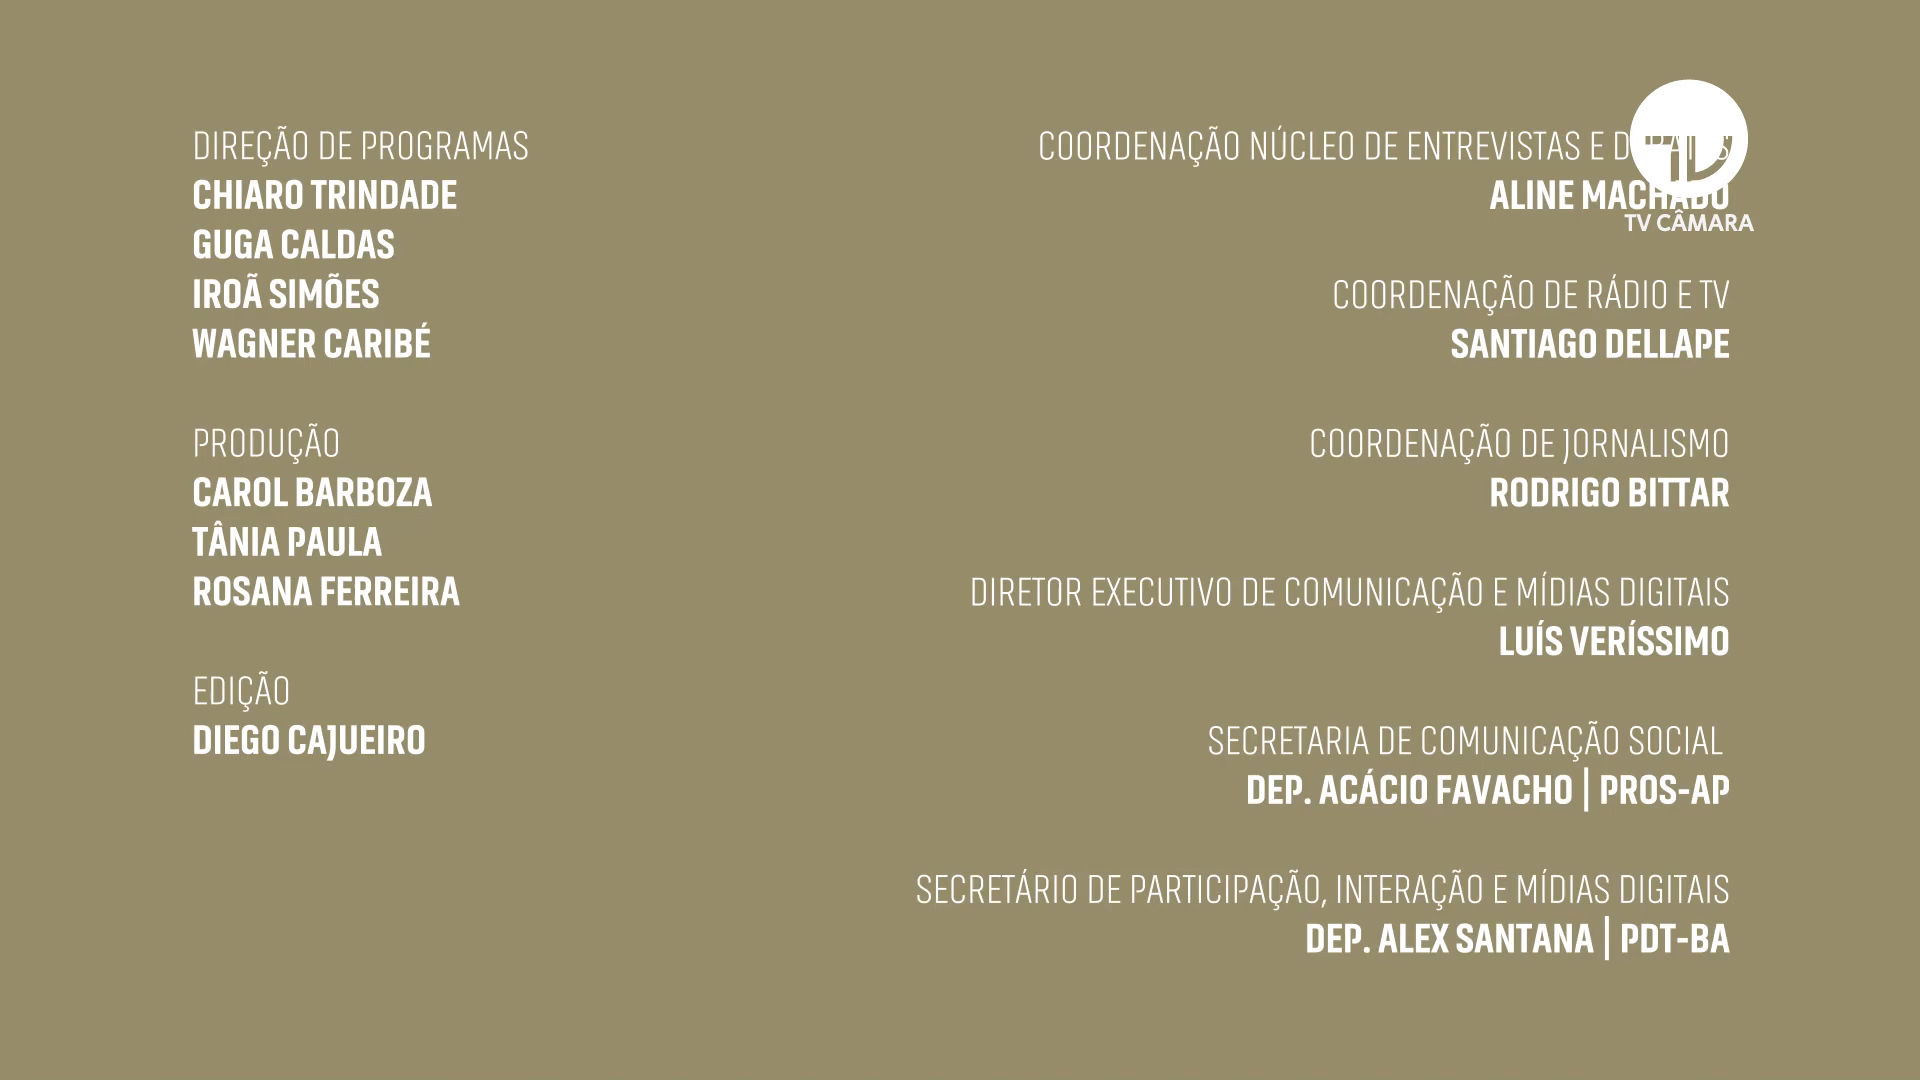 DIREÇÃO DE PROGRAMAS
CHIARO TRINDADE
GUGA CALDAS
IROÃ SIMÕES
WAGNER CARIBÉ
PRODUÇÃO
CAROL BARBOZA
TÂNIA PAULA
ROSANA FERREIRA
EDIÇÃO
DIEGO CAJUEIRO
COORDENAÇÃO NÚCLEO DE ENTREVISTAS E
ALINE MACHADO
TV CÂMARA
COORDENAÇÃO DE RÁDIO E TV
SANTIAGO DELLAPE
COORDENAÇÃO DE JORNALISMO
RODRIGO BITTAR
DIRETOR EXECUTIVO DE COMUNICAÇÃO E MÍDIAS DIGITAIS
LUÍS VERÍSSIMO
SECRETARIA DE COMUNICAÇÃO SOCIAL
DEP. ACÁCIO FAVACHO | PROS-AP
SECRETÁRIO DE PARTICIPAÇÃO, INTERAÇÃO E MÍDIAS DIGITAIS
DEP. ALEX SANTANA | PDT-BA